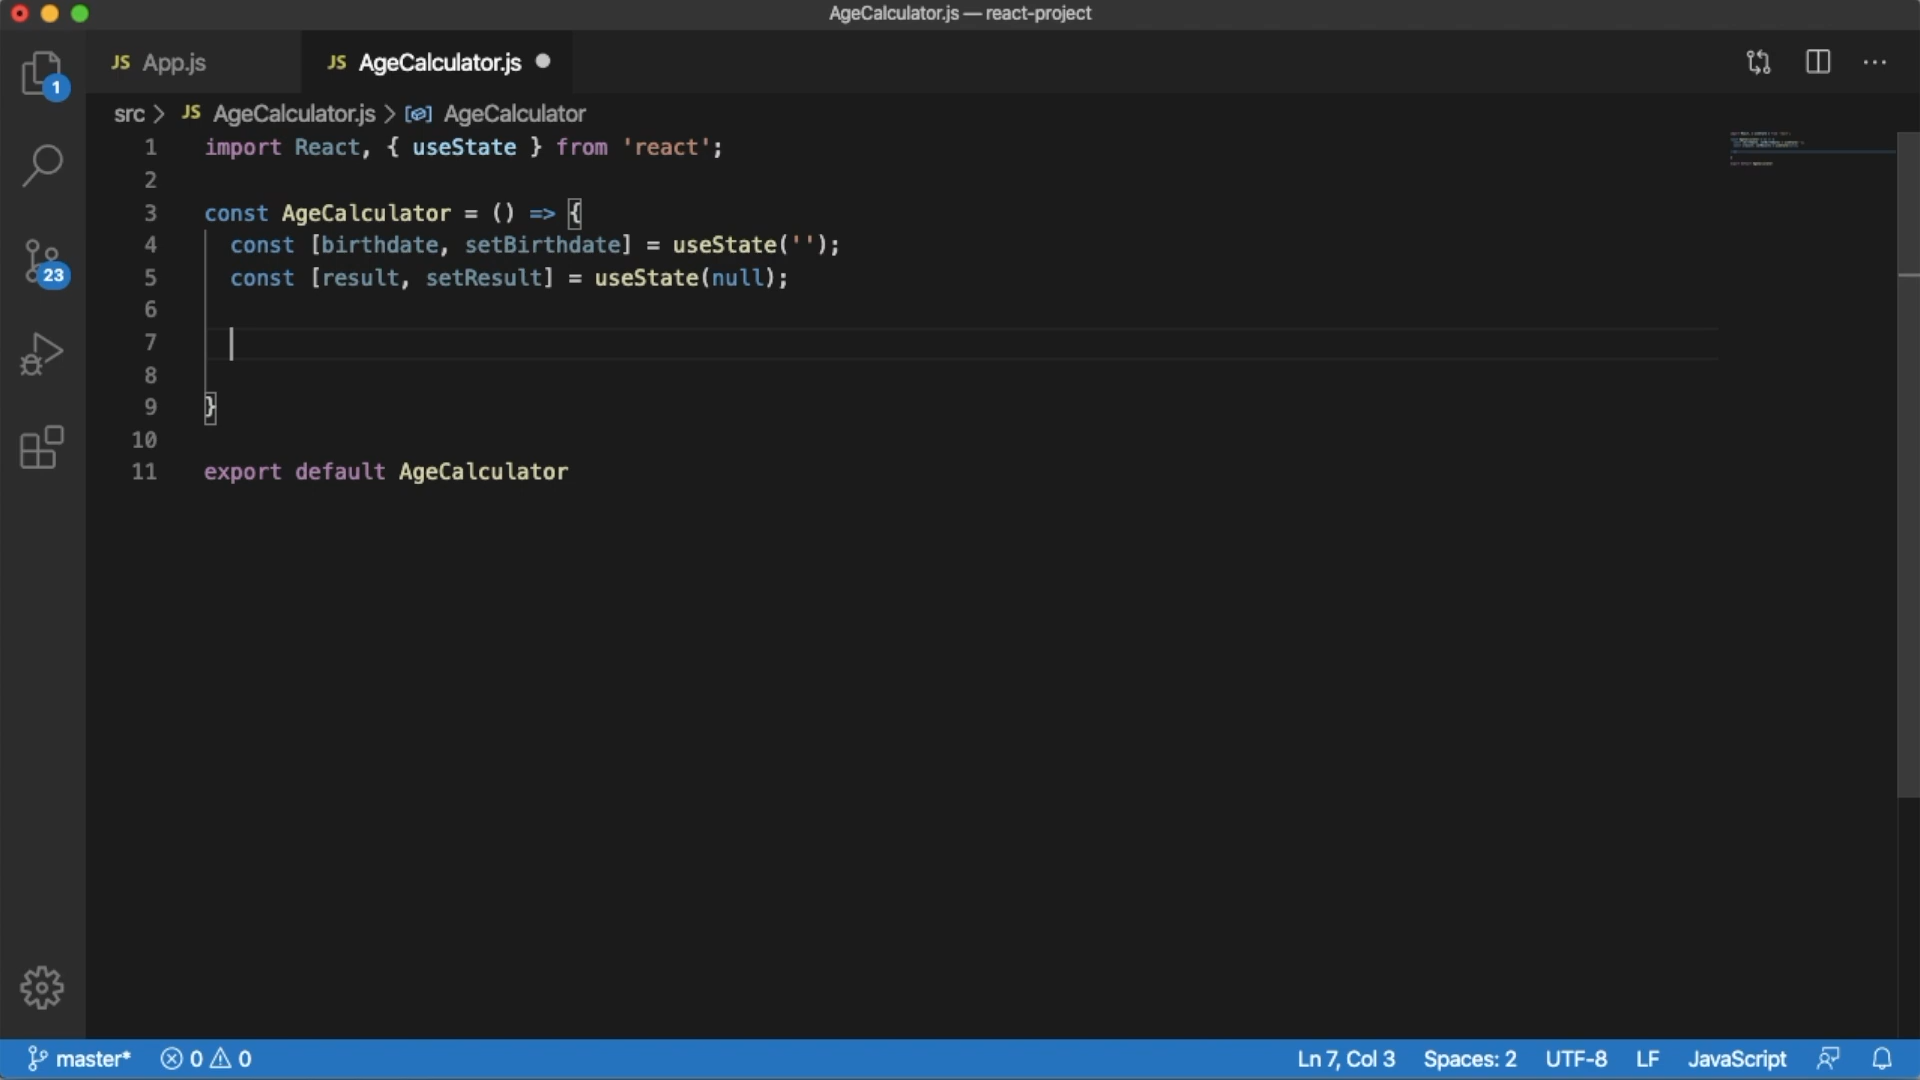 AgeCalculator.js — react-project
JS App.js
JS AgeCalculator.js
src > JS AgeCalculator.js > AgeCalculator
1
23
1 import React, { useState } from 'react';
2
3 const AgeCalculator = () => {
4 const [birthdate, setBirthdate] = useState('');
5 const [result, setResult] = useState(null);
6
7
8
9 }
10
11 export default AgeCalculator
master* 0 0 Ln 7, Col 3 Spaces: 2 UTF-8 LF JavaScript